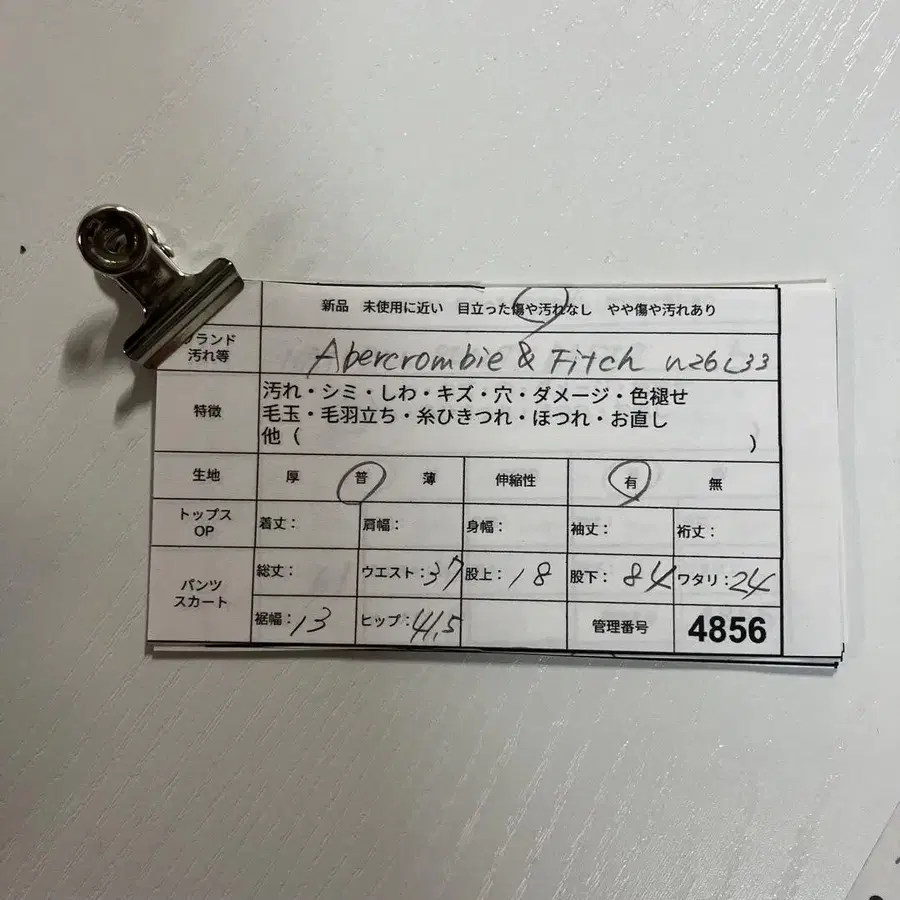 新品　未使用に近い　目立った傷や汚れなし　やや傷や汚れあり
ブランド
汚れ等
Abercrombie & Fitch W26 L33
特徴
汚れ・シミ・しわ・キズ・穴・ダメージ・色褪せ
毛玉・毛羽立ち・糸ひきつれ・ほつれ・お直し
他（　　　）
生地　厚　普　薄　伸縮性　有　無
トップス
OP
着丈：　肩幅：　身幅：　袖丈：　裄丈：
パンツ
スカート
総丈：　ウエスト：37　股上：18　股下：84　ワタリ：24
裾幅：13　ヒップ：41.5　管理番号　4856